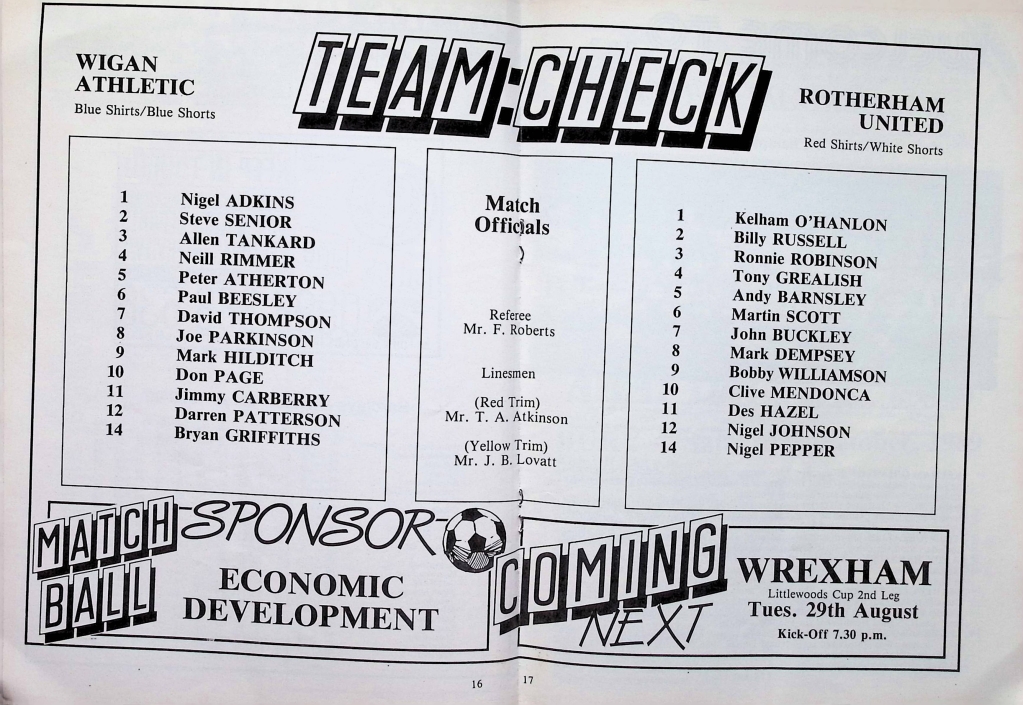 WIGAN
ATHLETIC
Blue Shirts/Blue Shorts
TEAM:CHECK
ROTHERHAM
UNITED
Red Shirts/White Shorts
1 Nigel ADKINS
2 Steve SENIOR
3 Allen TANKARD
4 Neill RIMMER
5 Peter ATHERTON
6 Paul BEESLEY
7 David THOMPSON
8 Joe PARKINSON
9 Mark HILDITCH
10 Don PAGE
11 Jimmy CARBERRY
12 Darren PATTERSON
14 Bryan GRIFFITHS
Match
Officials
Referee
Mr. F. Roberts
Linesmen
(Red Trim)
Mr. T. A. Atkinson
(Yellow Trim)
Mr. J. B. Lovatt
1 Kelham O'HANLON
2 Billy RUSSELL
3 Ronnie ROBINSON
4 Tony GREALISH
5 Andy BARNSLEY
6 Martin SCOTT
7 John BUCKLEY
8 Mark DEMPSEY
9 Bobby WILLIAMSON
10 Clive MENDONCA
11 Des HAZEL
12 Nigel JOHNSON
14 Nigel PEPPER
MATCH
BALL
SPONSOR
ECONOMIC
DEVELOPMENT
COMING
NEXT
WREXHAM
Littlewoods Cup 2nd Leg
Tues. 29th August
Kick-Off 7.30 p.m.
16
17